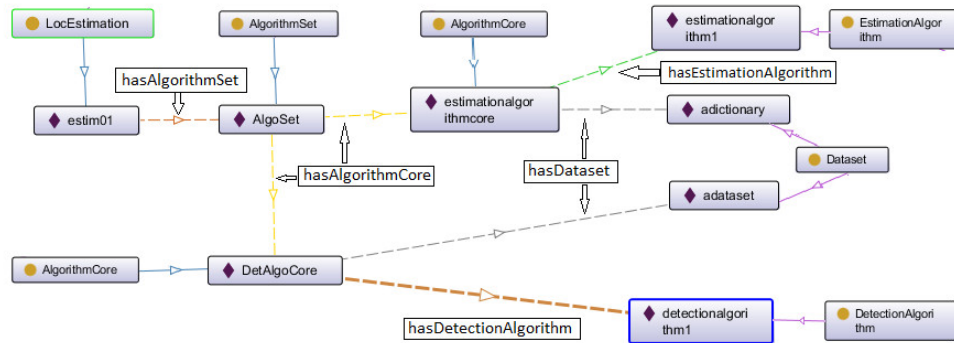 LocEstimation
AlgorithmSet
AlgorithmCore
estimationalgor
ithm1
EstimationAlgor
ithm
hasAlgorithmSet
hasEstimationAlgorithm
estim01
AlgoSet
estimationalgor
ithmcore
adictionary
hasAlgorithmCore
hasDataset
Dataset
adataset
AlgorithmCore
DetAlgoCore
hasDetectionAlgorithm
detectionalgori
thm1
DetectionAlgori
thm